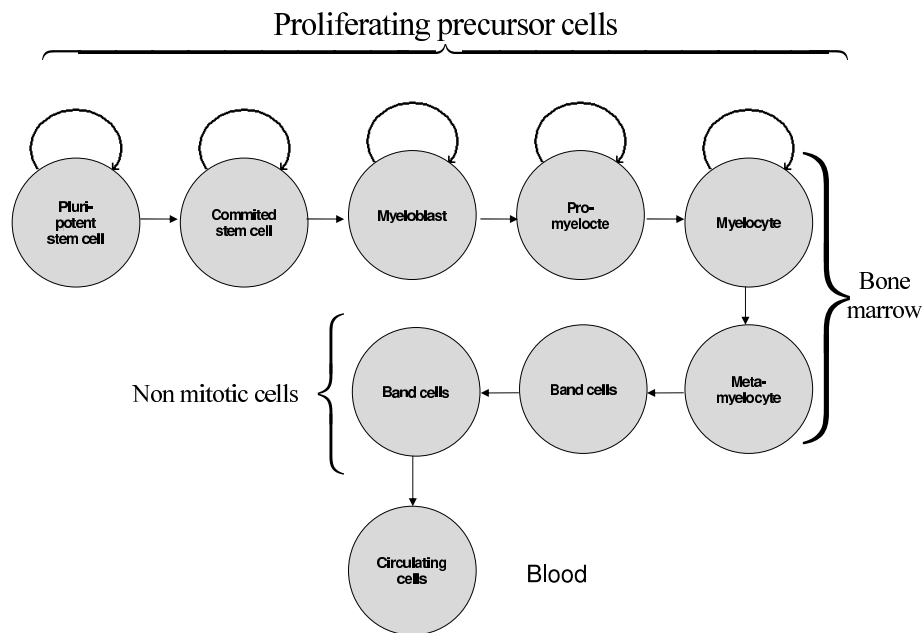 Proliferating precursor cells
Pluri-
potent
stem cell
Commited
stem cell
Myeloblast
Pro-
myelocte
Myelocyte
Bone
marrow
Non mitotic cells
Band cells
Band cells
Meta-
myelocyte
Circulating
cells
Blood